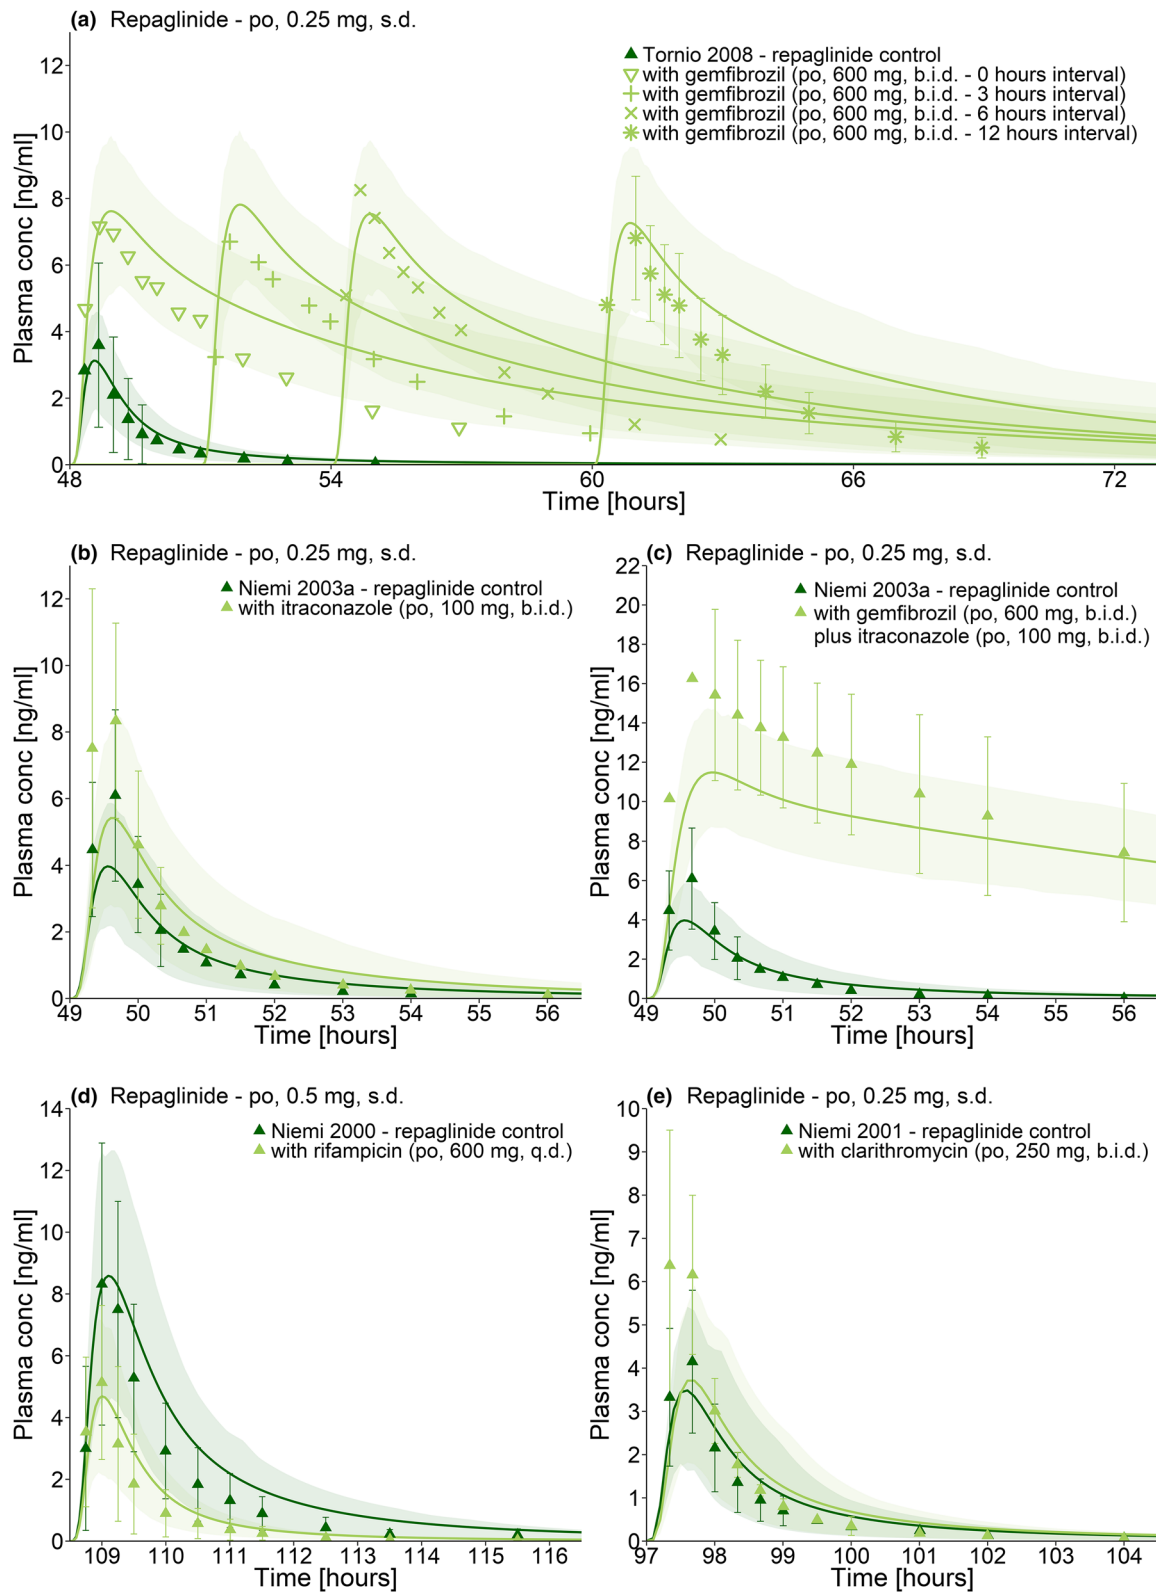 (a) Repaglinide - po, 0.25 mg, s.d.
Tornio 2008 - repaglinide control
with gemfibrozil (po, 600 mg, b.i.d. - 0 hours interval)
with gemfibrozil (po, 600 mg, b.i.d. - 3 hours interval)
with gemfibrozil (po, 600 mg, b.i.d. - 6 hours interval)
with gemfibrozil (po, 600 mg, b.i.d. - 12 hours interval)
Plasma conc [ng/ml]
12
10
8
6
4
2
0
48 54 60 66 72
Time [hours]
(b) Repaglinide - po, 0.25 mg, s.d.
Niemi 2003a - repaglinide control
with itraconazole (po, 100 mg, b.i.d.)
Plasma conc [ng/ml]
12
10
8
6
4
2
0
49 50 51 52 53 54 55 56
Time [hours]
(c) Repaglinide - po, 0.25 mg, s.d.
Niemi 2003a - repaglinide control
with gemfibrozil (po, 600 mg, b.i.d.)
plus itraconazole (po, 100 mg, b.i.d.)
Plasma conc [ng/ml]
22
20
18
16
14
12
10
8
6
4
2
0
49 50 51 52 53 54 55 56
Time [hours]
(d) Repaglinide - po, 0.5 mg, s.d.
Niemi 2000 - repaglinide control
with rifampicin (po, 600 mg, q.d.)
Plasma conc [ng/ml]
14
12
10
8
6
4
2
0
109 110 111 112 113 114 115 116
Time [hours]
(e) Repaglinide - po, 0.25 mg, s.d.
Niemi 2001 - repaglinide control
with clarithromycin (po, 250 mg, b.i.d.)
Plasma conc [ng/ml]
10
9
8
7
6
5
4
3
2
1
0
97 98 99 100 101 102 103 104
Time [hours]